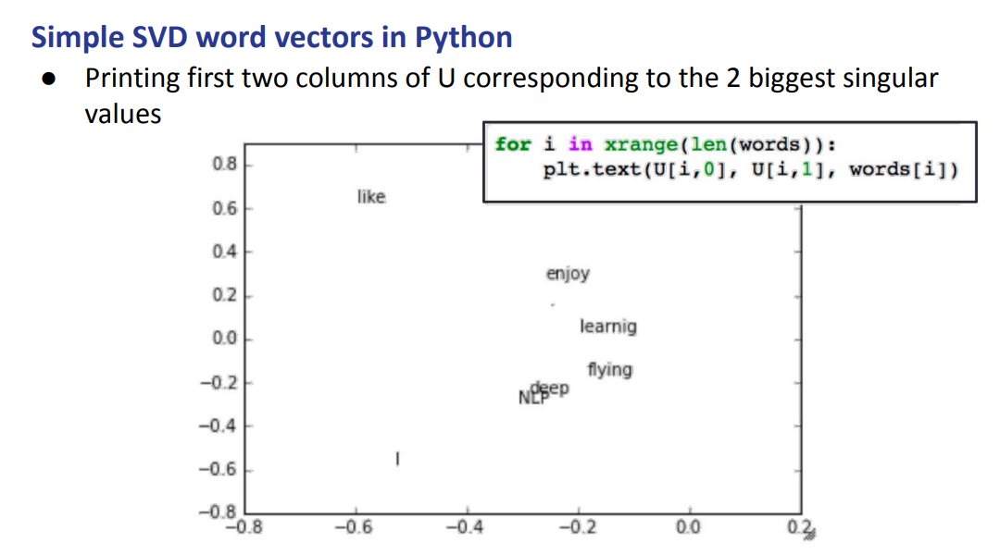 Simple SVD word vectors in Python
● Printing first two columns of U corresponding to the 2 biggest singular
values
for i in xrange(len(words)):
plt.text(U[i,0], U[i,1], words[i])
0.8
like
0.6
0.4
enjoy
0.2
.
learnig
0.0
flying
−0.2
deep
NLP
−0.4
I
−0.6
−0.8
−0.8 −0.6 −0.4 −0.2 0.0 0.2